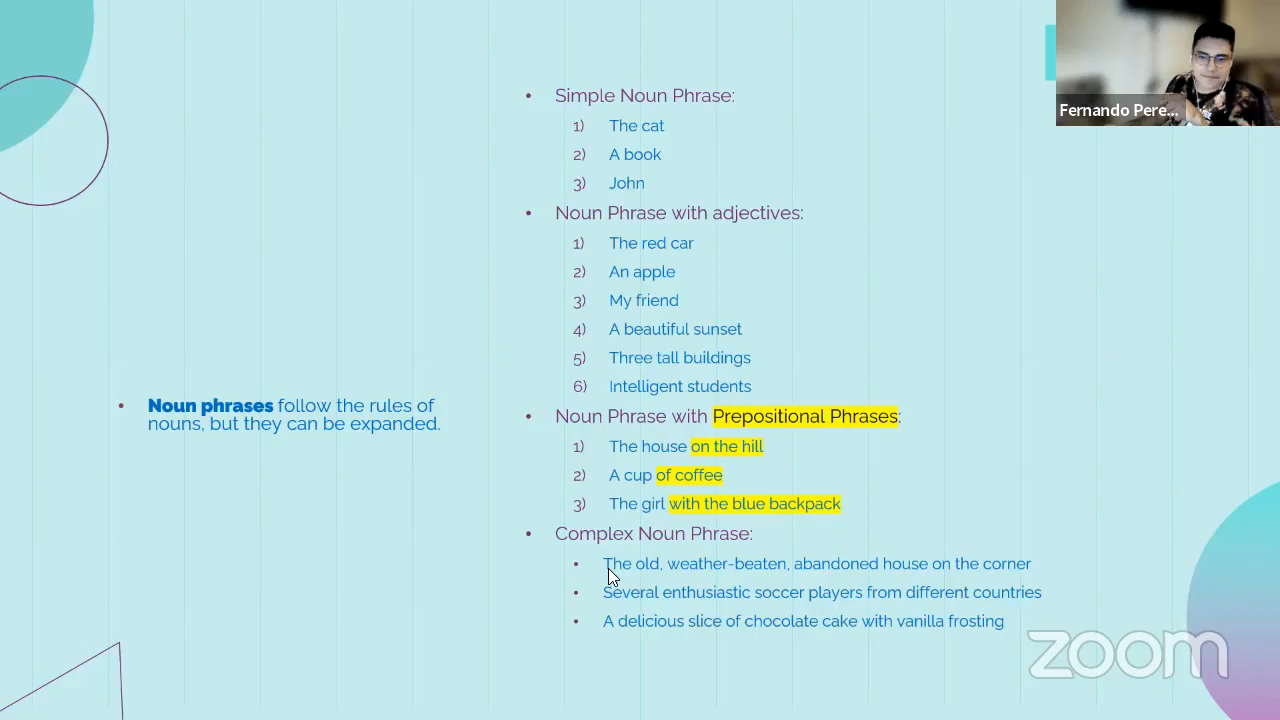 Fernando Pere...
Simple Noun Phrase:
1) The cat
2) A book
3) John
Noun Phrase with adjectives:
1) The red car
2) An apple
3) My friend
4) A beautiful sunset
5) Three tall buildings
6) Intelligent students
Noun phrases follow the rules of
nouns, but they can be expanded.
Noun Phrase with Prepositional Phrases:
1) The house on the hill
2) A cup of coffee
3) The girl with the blue backpack
Complex Noun Phrase:
The old, weather-beaten, abandoned house on the corner
Several enthusiastic soccer players from different countries
A delicious slice of chocolate cake with vanilla frosting
zoom